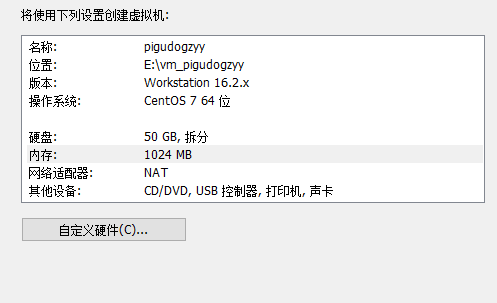 将使用下列设置创建虚拟机:
名称: pigudogzyy
位置: E:\vm_pigudogzyy
版本: Workstation 16.2.x
操作系统: CentOS 7 64 位
硬盘: 50 GB, 拆分
内存: 1024 MB
网络适配器: NAT
其他设备: CD/DVD, USB 控制器, 打印机, 声卡
自定义硬件(C)...